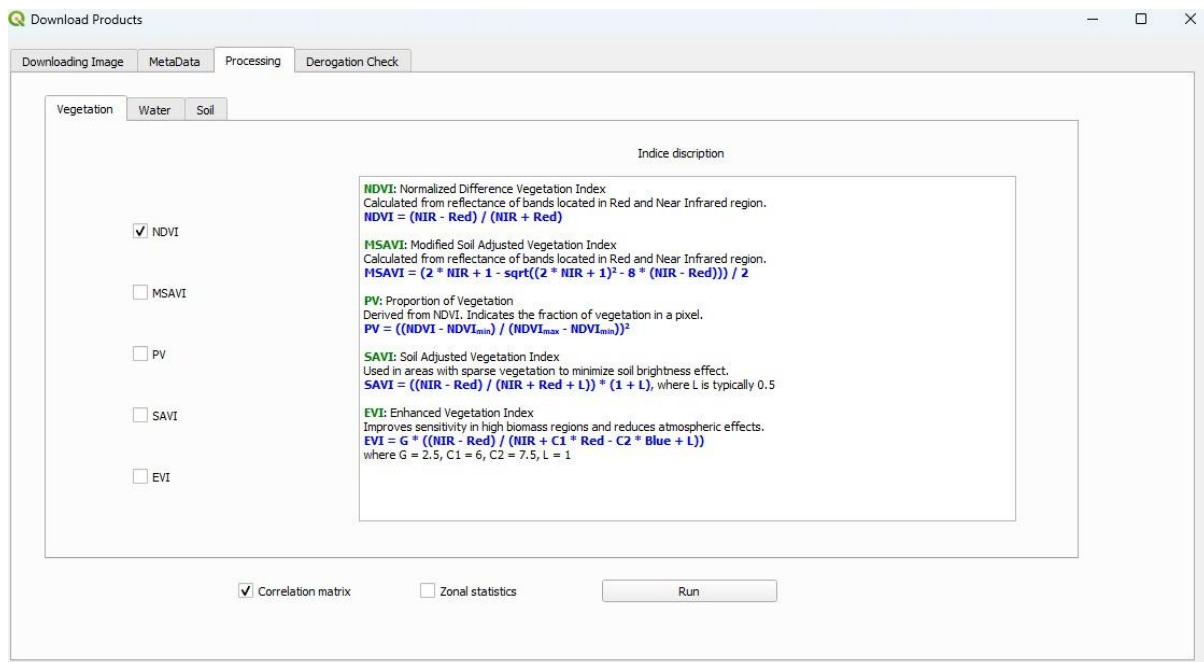 Download Products
Downloading Image MetaData Processing Derogation Check
Vegetation Water Soil
Indice discription
NDVI: Normalized Difference Vegetation Index
Calculated from reflectance of bands located in Red and Near Infrared region.
NDVI = (NIR - Red) / (NIR + Red)
NDVI
MSAVI: Modified Soil Adjusted Vegetation Index
Calculated from reflectance of bands located in Red and Near Infrared region.
MSAVI = (2 * NIR + 1 - sqrt((2 * NIR + 1)² - 8 * (NIR - Red))) / 2
MSAVI
PV: Proportion of Vegetation
Derived from NDVI. Indicates the fraction of vegetation in a pixel.
PV = ((NDVI - NDVIₘᵢₙ) / (NDVIₘₐₓ - NDVIₘᵢₙ))²
PV
SAVI: Soil Adjusted Vegetation Index
Used in areas with sparse vegetation to minimize soil brightness effect.
SAVI = ((NIR - Red) / (NIR + Red + L)) * (1 + L), where L is typically 0.5
SAVI
EVI: Enhanced Vegetation Index
Improves sensitivity in high biomass regions and reduces atmospheric effects.
EVI = G * ((NIR - Red) / (NIR + C1 * Red - C2 * Blue + L))
where G = 2.5, C1 = 6, C2 = 7.5, L = 1
EVI
Correlation matrix Zonal statistics Run